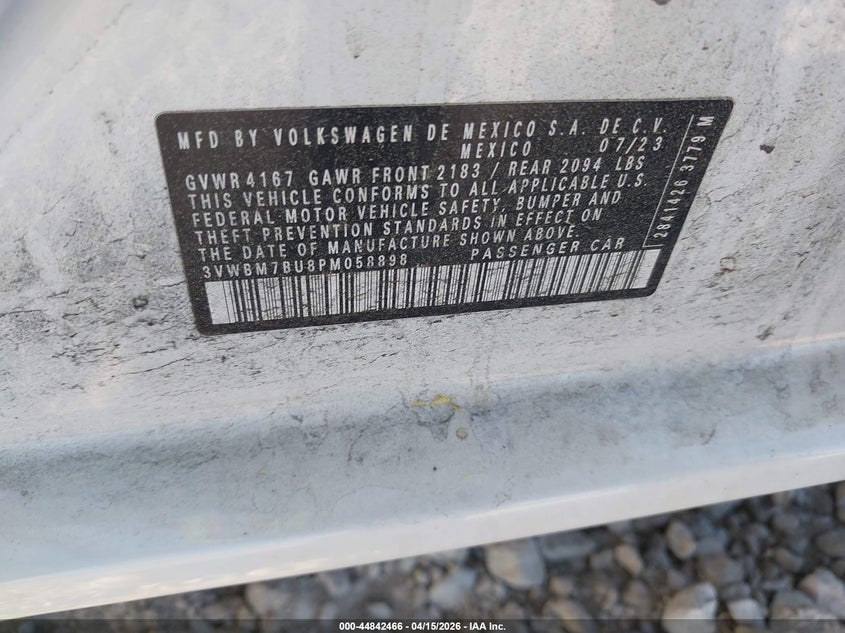 MFD BY VOLKSWAGEN DE MEXICO S.A. DE C.V.
MEXICO 07/23
GVWR 4167 GAWR FRONT 2183 / REAR 2094 LBS
THIS VEHICLE CONFORMS TO ALL APPLICABLE U.S.
FEDERAL MOTOR VEHICLE SAFETY, BUMPER AND
THEFT PREVENTION STANDARDS IN EFFECT ON
THE DATE OF MANUFACTURE SHOWN ABOVE.
3VWBM7BU8PM058898 PASSENGER CAR
2BA11426 3779 M
000-44842466 - 04/15/2026 - IAA Inc.